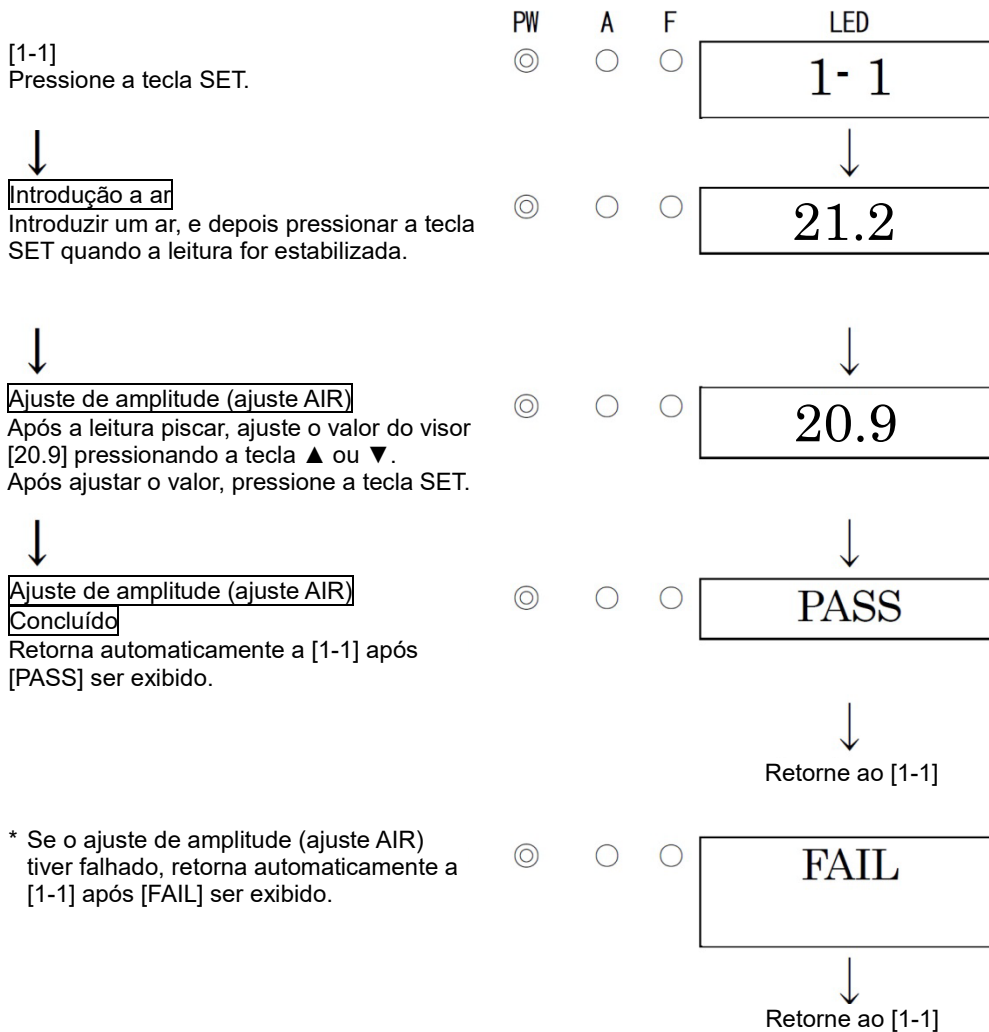 PW A F LED
[1-1]
Pressione a tecla SET.
1- 1
Introdução a ar
Introduzir um ar, e depois pressionar a tecla
SET quando a leitura for estabilizada.
21.2
Ajuste de amplitude (ajuste AIR)
Após a leitura piscar, ajuste o valor do visor
[20.9] pressionando a tecla ▲ ou ▼.
Após ajustar o valor, pressione a tecla SET.
20.9
Ajuste de amplitude (ajuste AIR)
Concluído
Retorna automaticamente a [1-1] após
[PASS] ser exibido.
PASS
Retorne ao [1-1]
* Se o ajuste de amplitude (ajuste AIR)
tiver falhado, retorna automaticamente a
[1-1] após [FAIL] ser exibido.
FAIL
Retorne ao [1-1]